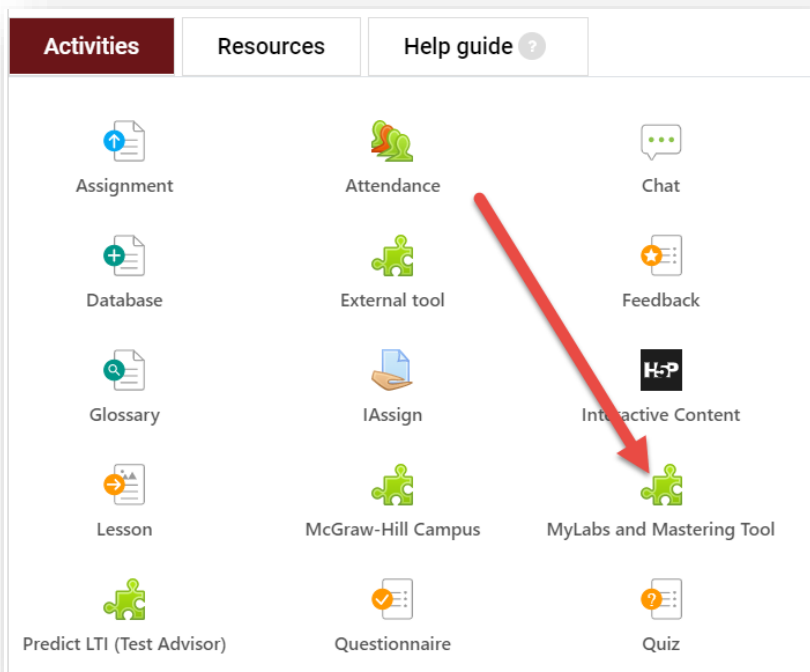 Activities Resources Help guide ?
Assignment Attendance Chat
Database External tool Feedback
H5P
Glossary IAssign Interactive Content
Lesson McGraw-Hill Campus MyLabs and Mastering Tool
Predict LTI (Test Advisor) Questionnaire Quiz